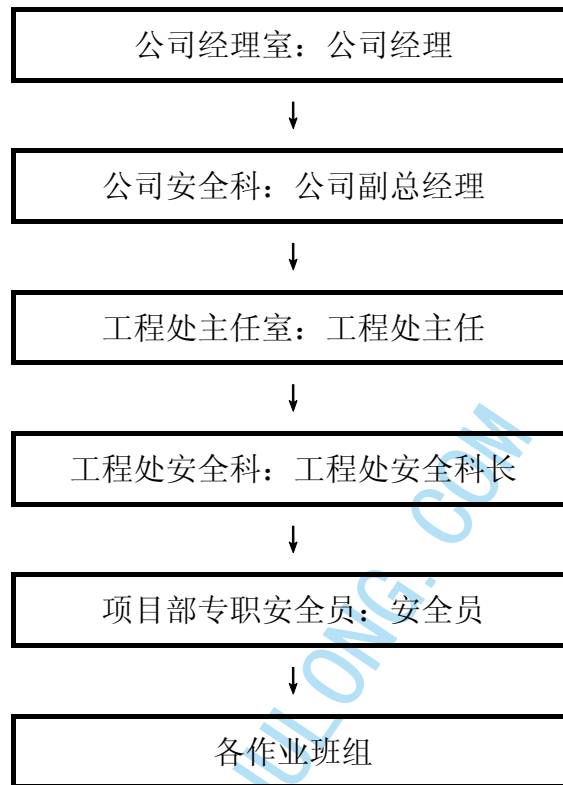 公司经理室：公司经理
公司安全科：公司副总经理
工程处主任室：工程处主任
工程处安全科：工程处安全科长
项目部专职安全员：安全员
各作业班组
ULONG.COM